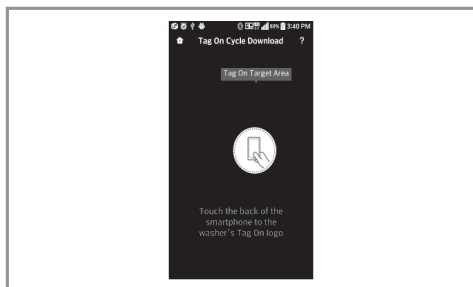 89% 3:40 PM
Tag On Cycle Download ?
Tag On Target Area
Touch the back of the
smartphone to the
washer's Tag On logo